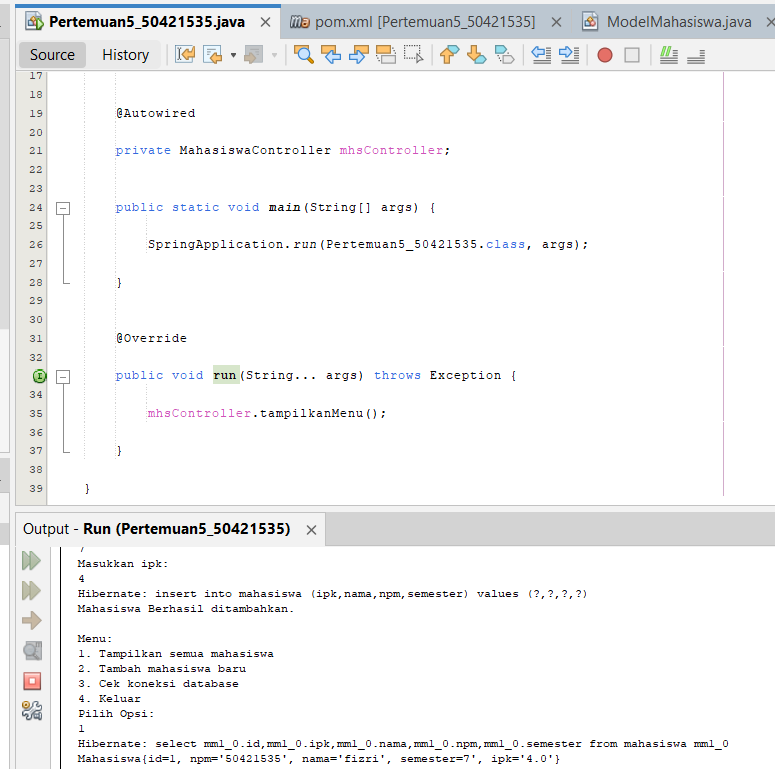 Pertemuan5_50421535.java
pom.xml [Pertemuan5_50421535]
ModelMahasiswa.java
Source History
17
18
19 @Autowired
20
21 private MahasiswaController mhsController;
22
23
24 public static void main(String[] args) {
25
26 SpringApplication.run(Pertemuan5_50421535.class, args);
27
28 }
29
30
31 @Override
32
public void run(String... args) throws Exception {
34
35 mhsController.tampilkanMenu();
36
37 }
38
39 }
Output - Run (Pertemuan5_50421535)
7
Masukkan ipk:
4
Hibernate: insert into mahasiswa (ipk,nama,npm,semester) values (?,?,?,?)
Mahasiswa Berhasil ditambahkan.
Menu:
1. Tampilkan semua mahasiswa
2. Tambah mahasiswa baru
3. Cek koneksi database
4. Keluar
Pilih Opsi:
1
Hibernate: select mm1_0.id,mm1_0.ipk,mm1_0.nama,mm1_0.npm,mm1_0.semester from mahasiswa mm1_0
Mahasiswa{id=1, npm='50421535', nama='fizri', semester=7', ipk='4.0'}